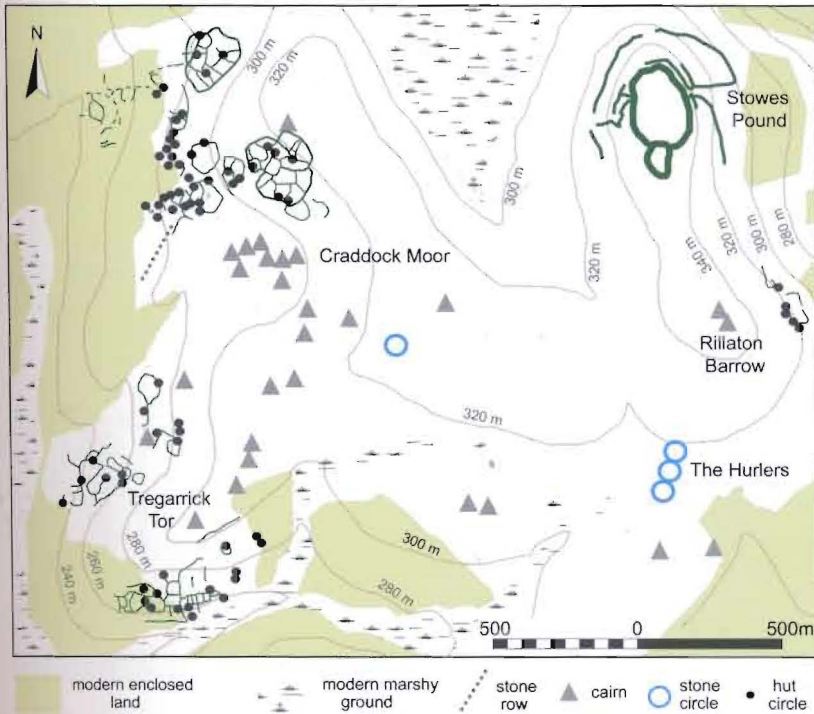 N
300 m
320 m
Stowes
Pound
300 m
Craddock Moor
320 m
340 m
320 m
300 m
280 m
Rillaton
Barrow
320 m
The Hurlers
Tregarrick
Tor
280 m
260 m
240 m
300 m
280 m
500 0 500m
modern enclosed
land
modern marshy
ground
stone
row
cairn
stone
circle
hut
circle